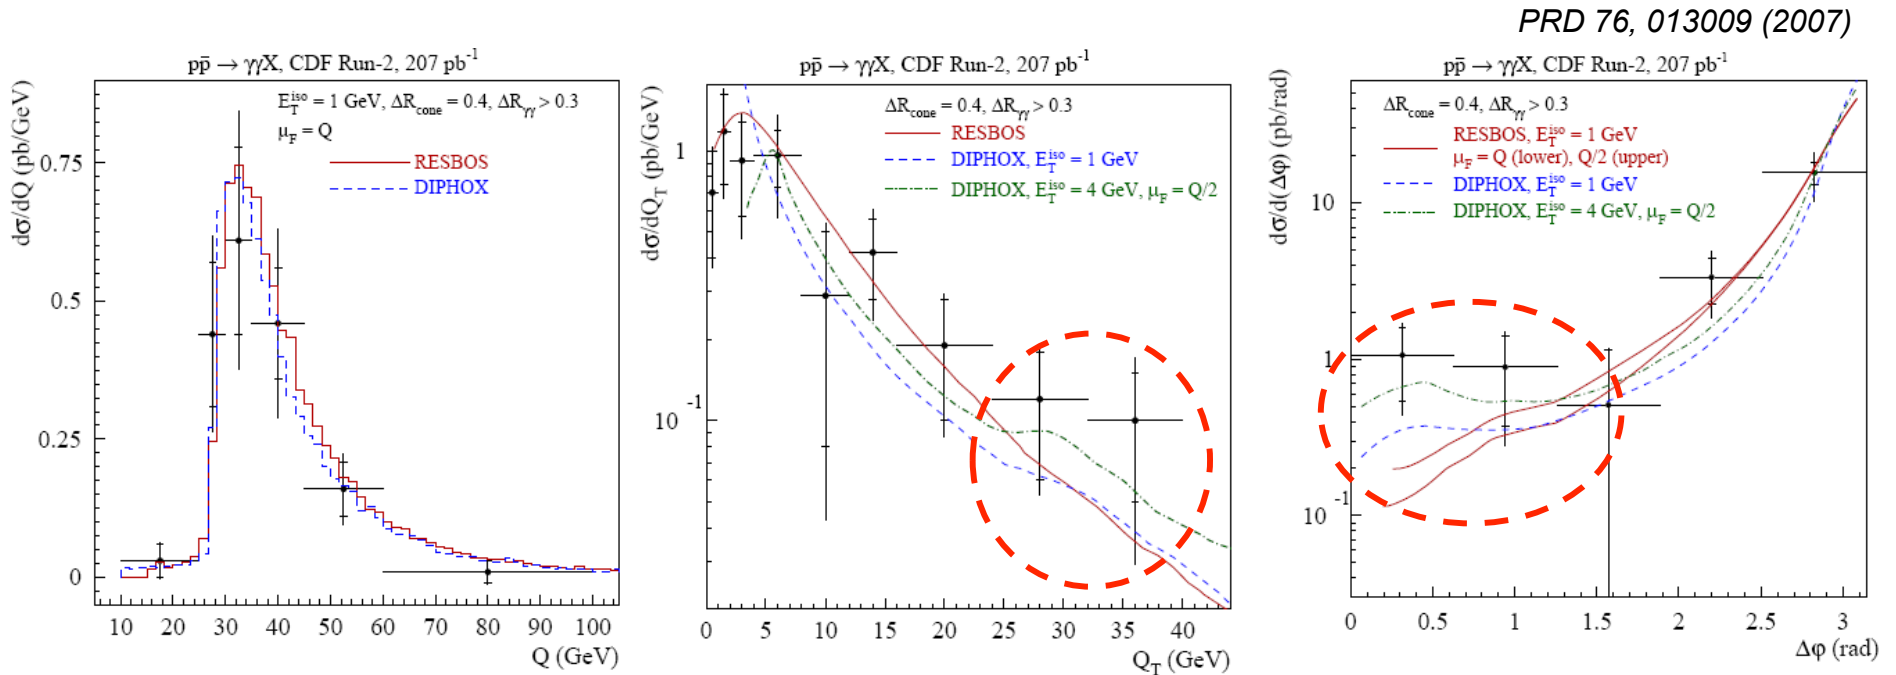 PRD 76, 013009 (2007)
pp̄ → γγX, CDF Run-2, 207 pb⁻¹
dσ/dQ (pb/GeV)
E_T^iso = 1 GeV, ΔR_cone = 0.4, ΔR_γγ > 0.3
μ_F = Q
RESBOS
DIPHOX
0.75
0.5
0.25
0
10 20 30 40 50 60 70 80 90 100
Q (GeV)
pp̄ → γγX, CDF Run-2, 207 pb⁻¹
dσ/dQ_T (pb/GeV)
ΔR_cone = 0.4, ΔR_γγ > 0.3
RESBOS
DIPHOX, E_T^iso = 1 GeV
DIPHOX, E_T^iso = 4 GeV, μ_F = Q/2
1
10⁻¹
0 5 10 15 20 25 30 35 40
Q_T (GeV)
pp̄ → γγX, CDF Run-2, 207 pb⁻¹
dσ/d(Δφ) (pb/rad)
ΔR_cone = 0.4, ΔR_γγ > 0.3
RESBOS, E_T^iso = 1 GeV
μ_F = Q (lower), Q/2 (upper)
DIPHOX, E_T^iso = 1 GeV
DIPHOX, E_T^iso = 4 GeV, μ_F = Q/2
10
1
10⁻¹
0 0.5 1 1.5 2 2.5 3
Δφ (rad)